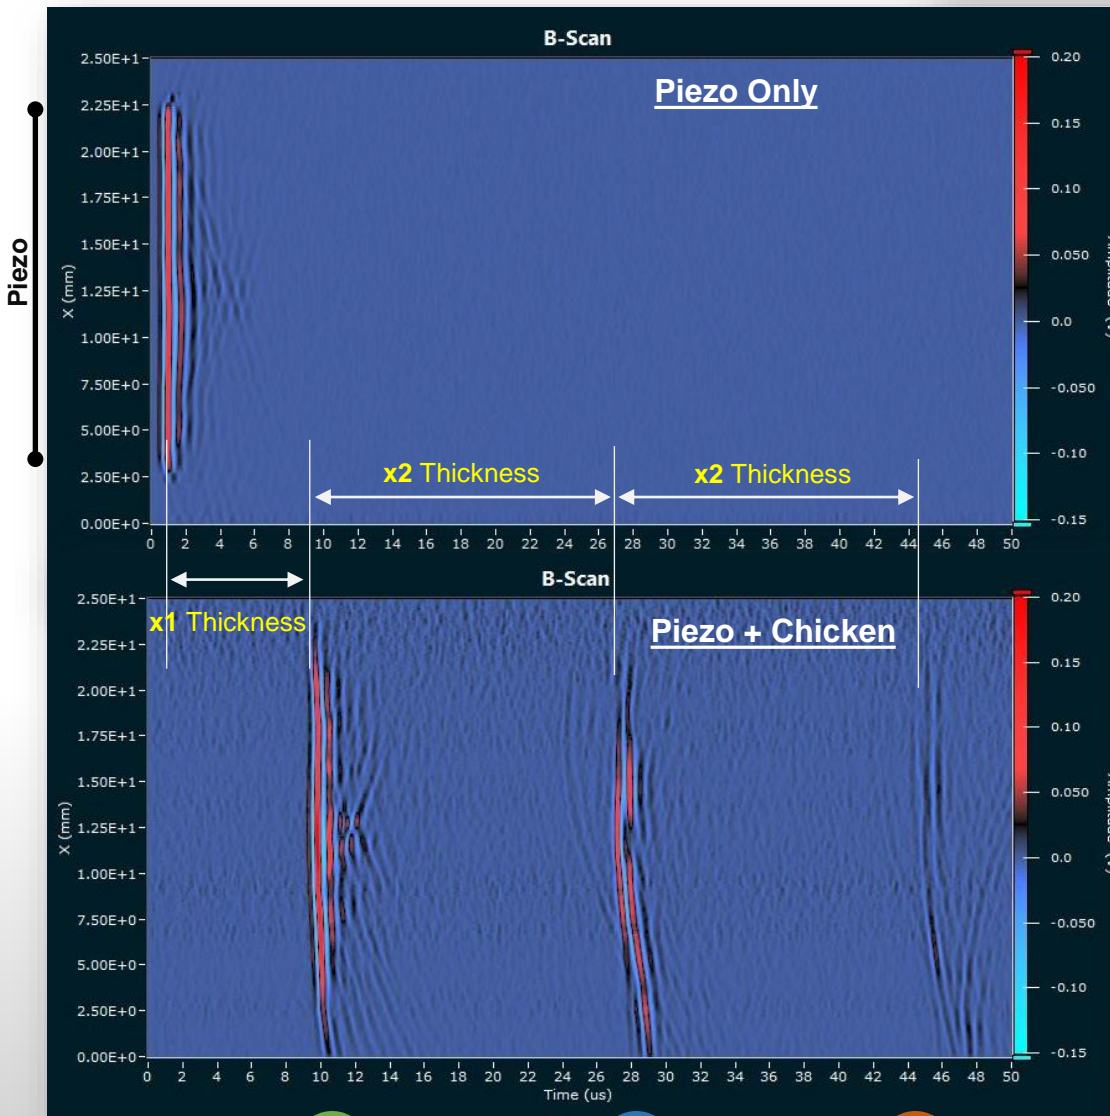 B-Scan
Piezo Only
2.50E+1
2.25E+1
2.00E+1
1.75E+1
1.50E+1
1.25E+1
1.00E+1
7.50E+0
5.00E+0
2.50E+0
0.00E+0
X (mm)
Piezo
0.20
0.15
0.10
0.050
0.0
-0.050
-0.10
-0.15
x2 Thickness
x2 Thickness
0 2 4 6 8 10 12 14 16 18 20 22 24 26 28 30 32 34 36 38 40 42 44 46 48 50
B-Scan
x1 Thickness
Piezo + Chicken
2.50E+1
2.25E+1
2.00E+1
1.75E+1
1.50E+1
1.25E+1
1.00E+1
7.50E+0
5.00E+0
2.50E+0
0.00E+0
X (mm)
0.20
0.15
0.10
0.050
0.0
-0.050
-0.10
-0.15
0 2 4 6 8 10 12 14 16 18 20 22 24 26 28 30 32 34 36 38 40 42 44 46 48 50
Time (us)